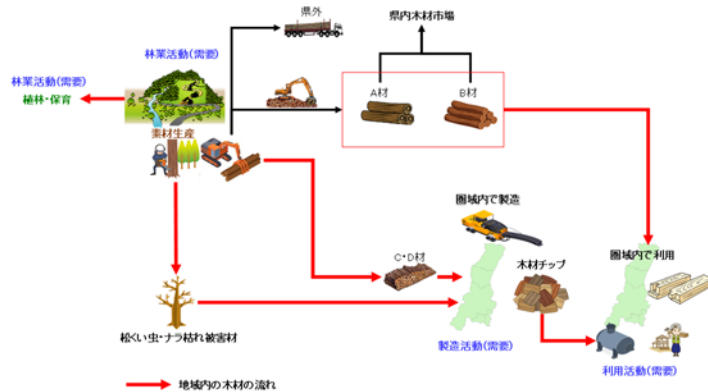 県外
県内木材市場
林業活動(需要)
林業活動(需要)
植林・保育
A材
B材
素材生産
圏域内で製造
圏域内で利用
C・D材
木材チップ
松くい虫・ナラ枯れ被害材
製造活動(需要)
利用活動(需要)
地域内の木材の流れ